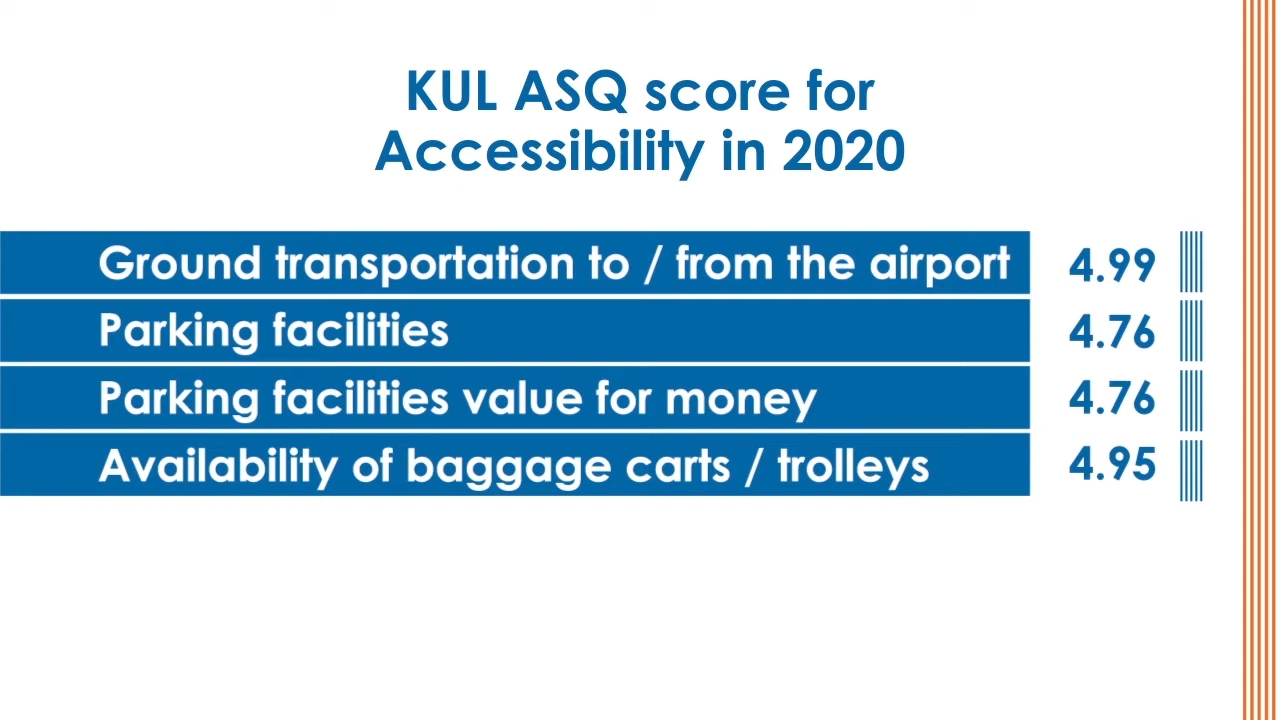 KUL ASQ score for
Accessibility in 2020
Ground transportation to / from the airport 4.99
Parking facilities 4.76
Parking facilities value for money 4.76
Availability of baggage carts / trolleys 4.95